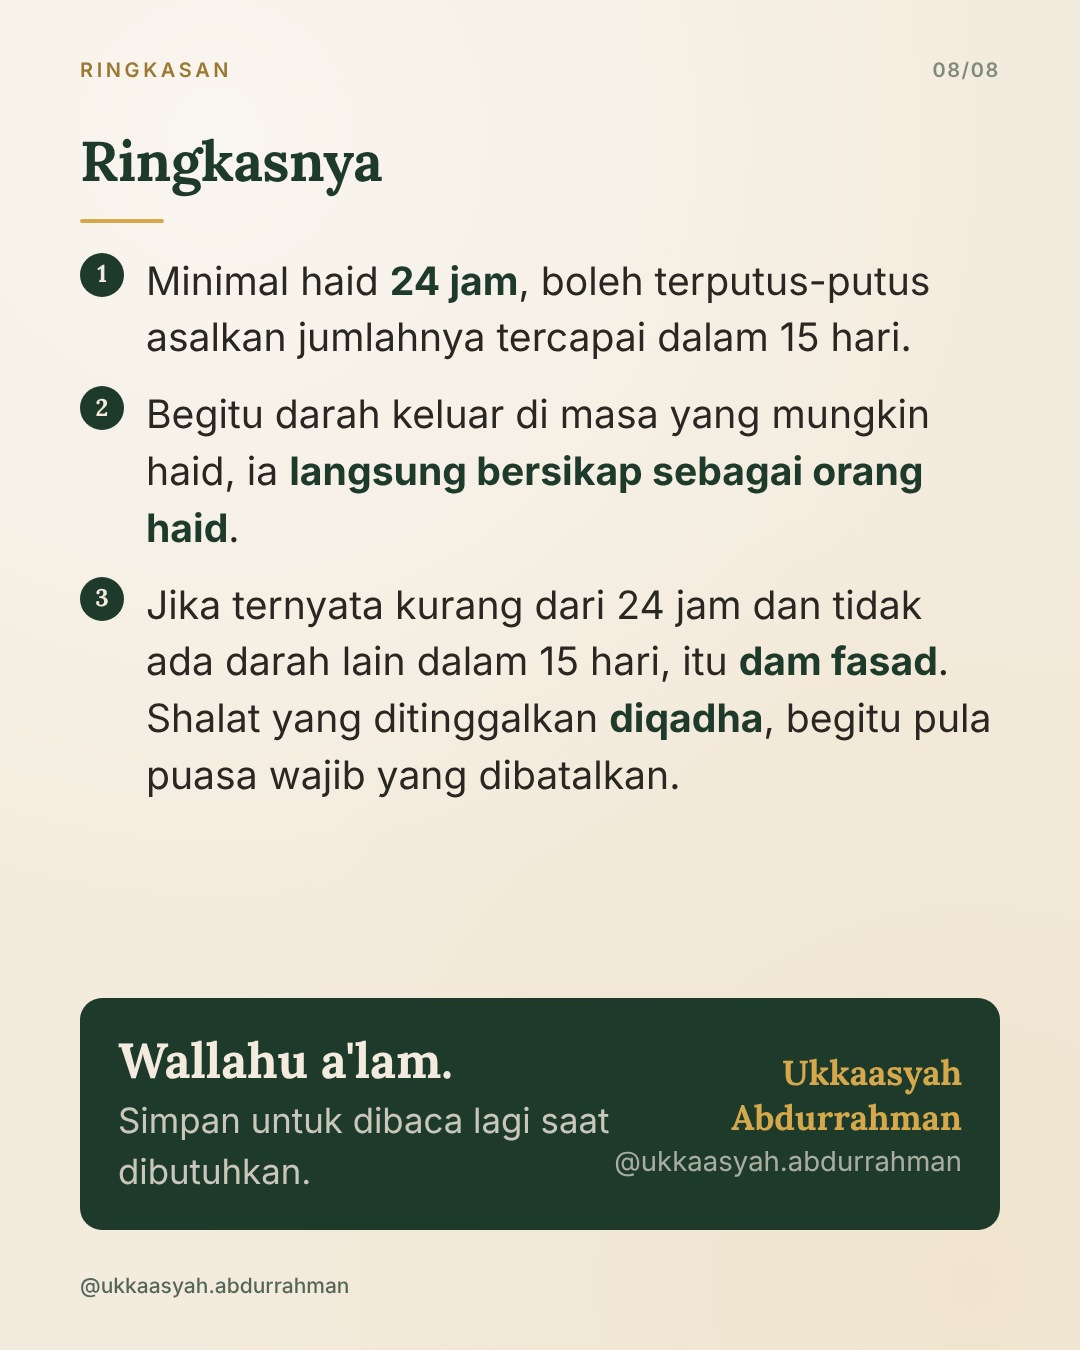 RINGKASAN
08/08
Ringkasnya
1 Minimal haid 24 jam, boleh terputus-putus
asalkan jumlahnya tercapai dalam 15 hari.
2 Begitu darah keluar di masa yang mungkin
haid, ia langsung bersikap sebagai orang
haid.
3 Jika ternyata kurang dari 24 jam dan tidak
ada darah lain dalam 15 hari, itu dam fasad.
Shalat yang ditinggalkan diqadha, begitu pula
puasa wajib yang dibatalkan.
Wallahu a'lam.
Simpan untuk dibaca lagi saat
dibutuhkan.
Ukkaasyah
Abdurrahman
@ukkaasyah.abdurrahman
@ukkaasyah.abdurrahman